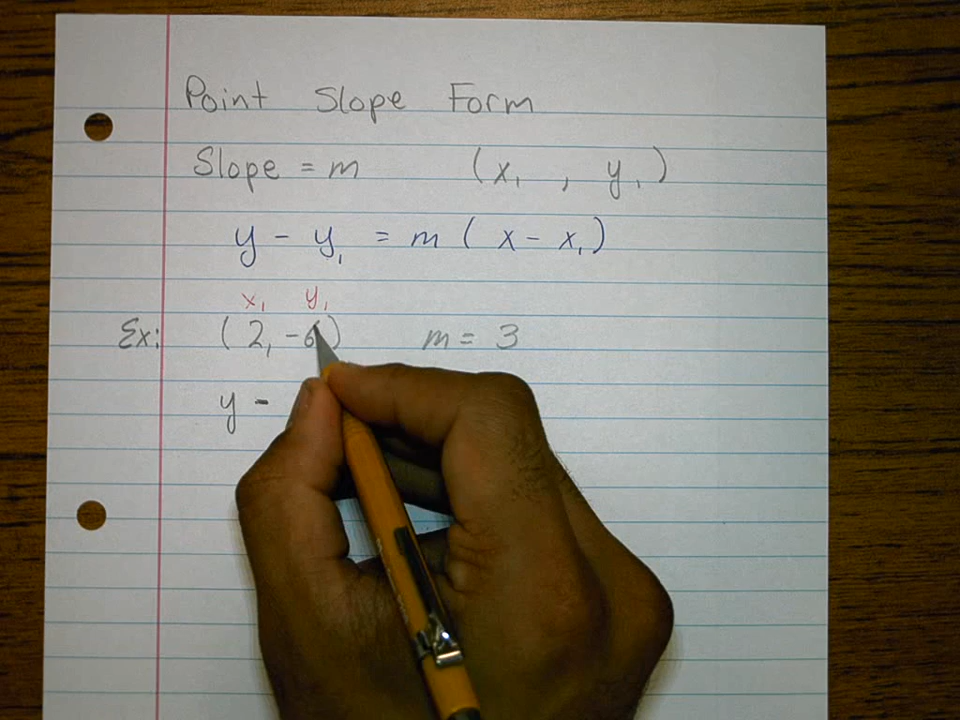 Point Slope Form
Slope = m (x₁ , y₁)
y - y₁ = m ( x - x₁)
x₁ y₁
Ex: ( 2, -6) m = 3
y -